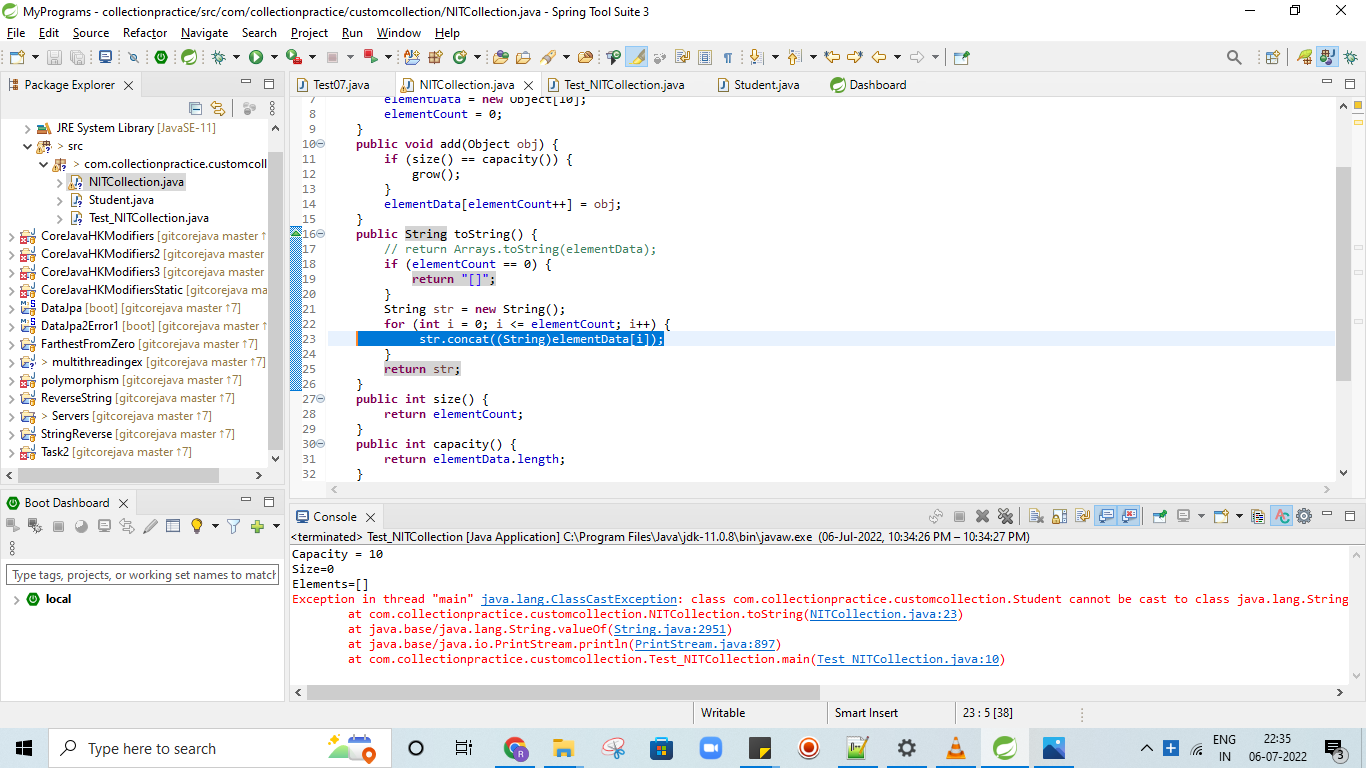 MyPrograms - collectionpractice/src/com/collectionpractice/customcollection/NITCollection.java - Spring Tool Suite 3
File Edit Source Refactor Navigate Search Project Run Window Help
Package Explorer
JRE System Library [JavaSE-11]
> src
> com.collectionpractice.customcoll
NITCollection.java
Student.java
Test_NITCollection.java
CoreJavaHKModifiers [gitcorejava master ↑
CoreJavaHKModifiers2 [gitcorejava master
CoreJavaHKModifiers3 [gitcorejava master
CoreJavaHKModifiersStatic [gitcorejava ma
DataJpa [boot] [gitcorejava master ↑7]
DataJpa2Error1 [boot] [gitcorejava master
FarthestFromZero [gitcorejava master ↑7]
> multithreadingex [gitcorejava master
polymorphism [gitcorejava master ↑7]
ReverseString [gitcorejava master ↑7]
> Servers [gitcorejava master ↑7]
StringReverse [gitcorejava master ↑7]
Task2 [gitcorejava master ↑7]
Boot Dashboard
Type tags, projects, or working set names to match
local
Test07.java NITCollection.java Test_NITCollection.java Student.java Dashboard
7 elementData = new Object[10];
8 elementCount = 0;
9 }
10 public void add(Object obj) {
11 if (size() == capacity()) {
12 grow();
13 }
14 elementData[elementCount++] = obj;
15 }
16 public String toString() {
17 // return Arrays.toString(elementData);
18 if (elementCount == 0) {
19 return "[]";
20 }
21 String str = new String();
22 for (int i = 0; i <= elementCount; i++) {
23 str.concat((String)elementData[i]);
24 }
25 return str;
26 }
27 public int size() {
28 return elementCount;
29 }
30 public int capacity() {
31 return elementData.length;
32 }
Console
<terminated> Test_NITCollection [Java Application] C:\Program Files\Java\jdk-11.0.8\bin\javaw.exe (06-Jul-2022, 10:34:26 PM – 10:34:27 PM)
Capacity = 10
Size=0
Elements=[]
Exception in thread "main" java.lang.ClassCastException: class com.collectionpractice.customcollection.Student cannot be cast to class java.lang.String
at com.collectionpractice.customcollection.NITCollection.toString(NITCollection.java:23)
at java.base/java.lang.String.valueOf(String.java:2951)
at java.base/java.io.PrintStream.println(PrintStream.java:897)
at com.collectionpractice.customcollection.Test_NITCollection.main(Test_NITCollection.java:10)
Writable Smart Insert 23 : 5 [38]
Type here to search
ENG
IN
22:35
06-07-2022
3